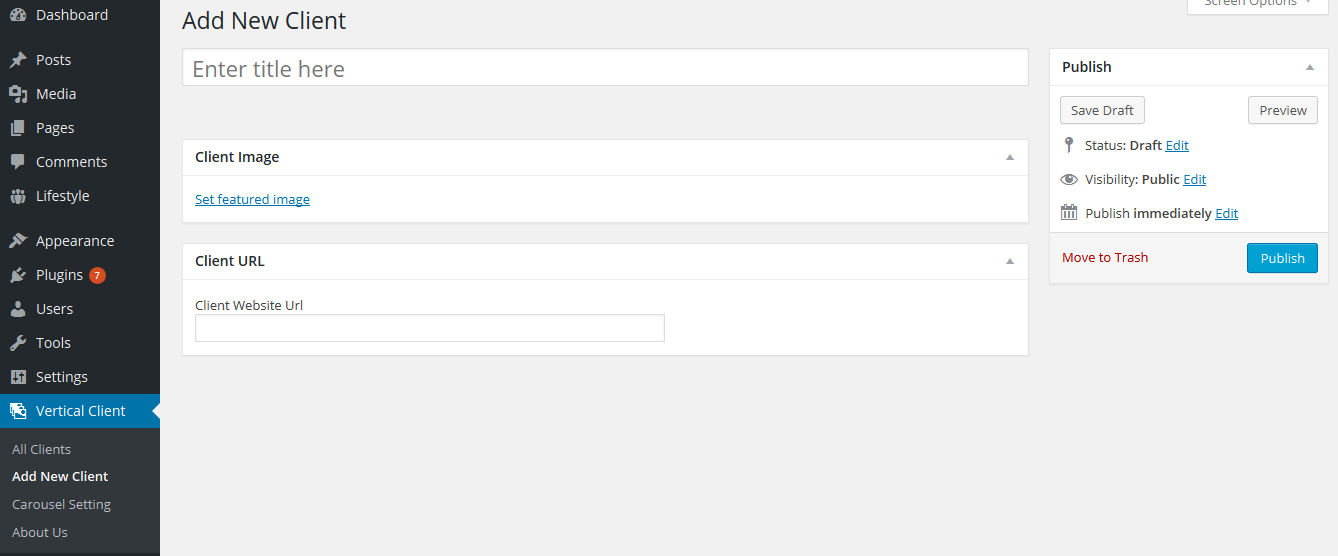 Dashboard
Posts
Media
Pages
Comments
Lifestyle
Appearance
Plugins 7
Users
Tools
Settings
Vertical Client
All Clients
Add New Client
Carousel Setting
About Us
Screen Options
Add New Client
Enter title here
Client Image
Set featured image
Client URL
Client Website Url
Publish
Save Draft Preview
Status: Draft Edit
Visibility: Public Edit
Publish immediately Edit
Move to Trash Publish